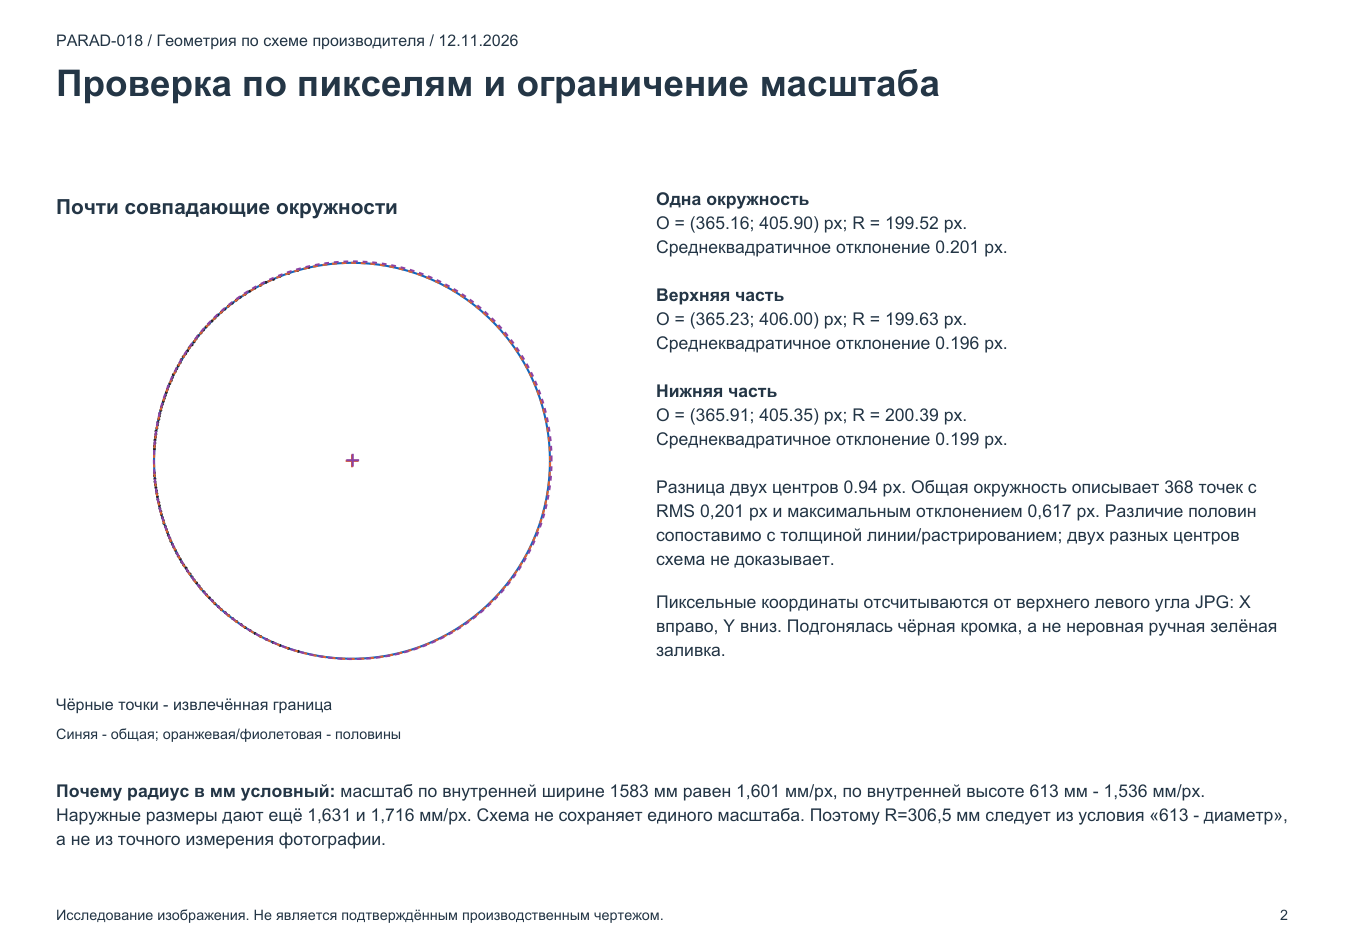 PARAD-018 / Геометрия по схеме производителя / 12.11.2026
Проверка по пикселям и ограничение масштаба
Почти совпадающие окружности
Одна окружность
O = (365.16; 405.90) px; R = 199.52 px.
Среднеквадратичное отклонение 0.201 px.
Верхняя часть
O = (365.23; 406.00) px; R = 199.63 px.
Среднеквадратичное отклонение 0.196 px.
Нижняя часть
O = (365.91; 405.35) px; R = 200.39 px.
Среднеквадратичное отклонение 0.199 px.
Разница двух центров 0.94 px. Общая окружность описывает 368 точек с
RMS 0,201 px и максимальным отклонением 0,617 px. Различие половин
сопоставимо с толщиной линии/растрированием; двух разных центров
схема не доказывает.
Пиксельные координаты отсчитываются от верхнего левого угла JPG: X
вправо, Y вниз. Подгонялась чёрная кромка, а не неровная ручная зелёная
заливка.
Чёрные точки - извлечённая граница
Синяя - общая; оранжевая/фиолетовая - половины
Почему радиус в мм условный: масштаб по внутренней ширине 1583 мм равен 1,601 мм/px, по внутренней высоте 613 мм - 1,536 мм/px.
Наружные размеры дают ещё 1,631 и 1,716 мм/px. Схема не сохраняет единого масштаба. Поэтому R=306,5 мм следует из условия «613 - диаметр»,
а не из точного измерения фотографии.
Исследование изображения. Не является подтверждённым производственным чертежом.
2